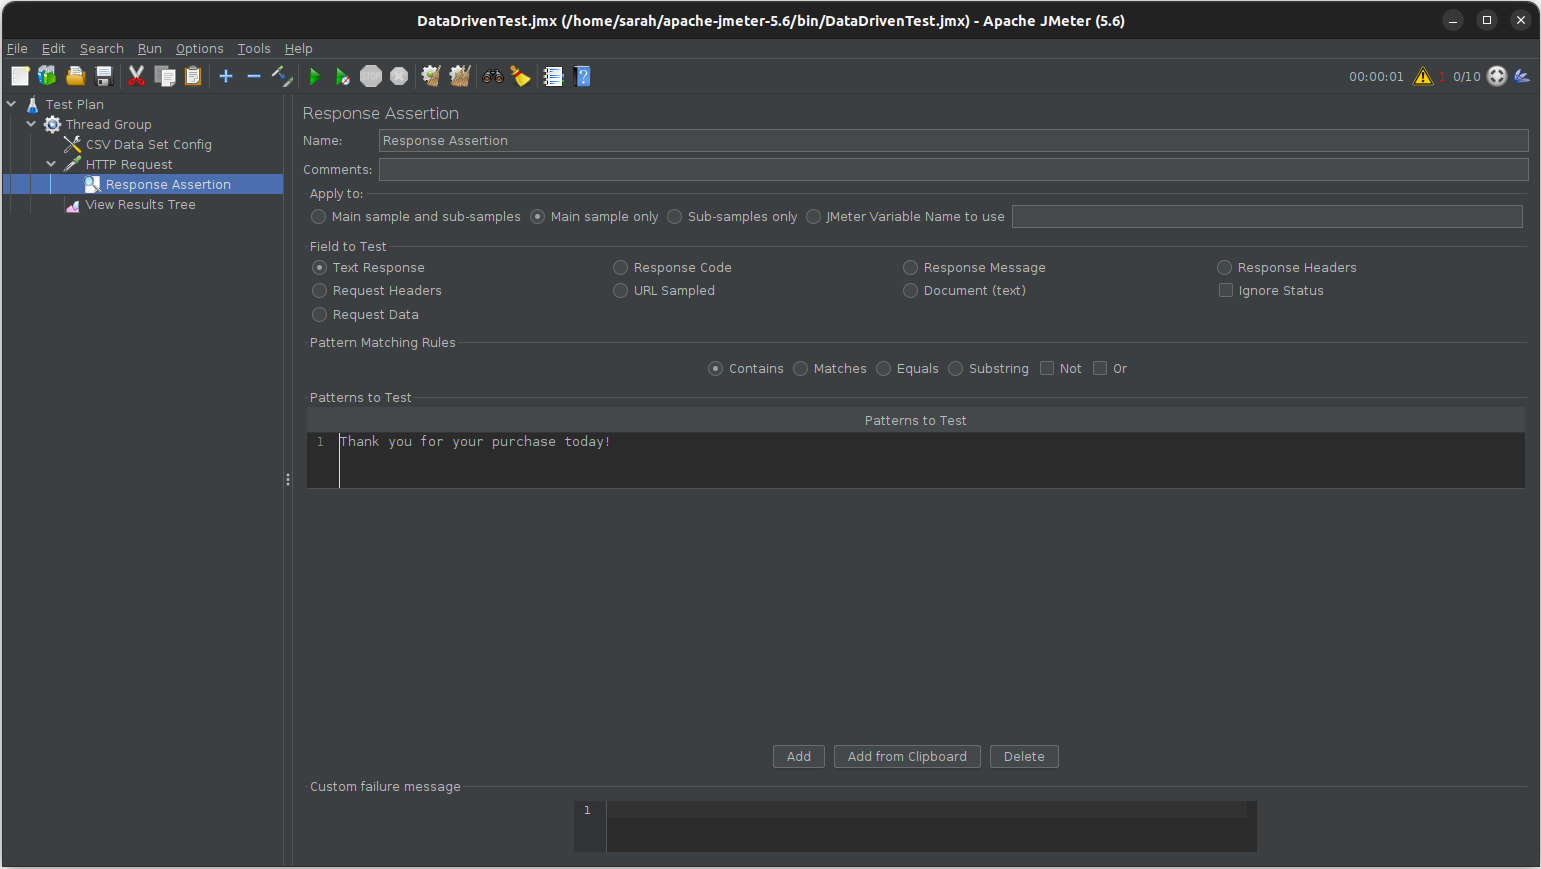 DataDrivenTest.jmx (/home/sarah/apache-jmeter-5.6/bin/DataDrivenTest.jmx) - Apache JMeter (5.6)
File Edit Search Run Options Tools Help
STOP 00:00:01 1 0/10
Test Plan
Thread Group
CSV Data Set Config
HTTP Request
Response Assertion
View Results Tree
Response Assertion
Name: Response Assertion
Comments:
Apply to:
Main sample and sub-samples Main sample only Sub-samples only JMeter Variable Name to use
Field to Test
Text Response Response Code Response Message Response Headers
Request Headers URL Sampled Document (text) Ignore Status
Request Data
Pattern Matching Rules
Contains Matches Equals Substring Not Or
Patterns to Test
Patterns to Test
1 Thank you for your purchase today!
Add Add from Clipboard Delete
Custom failure message
1